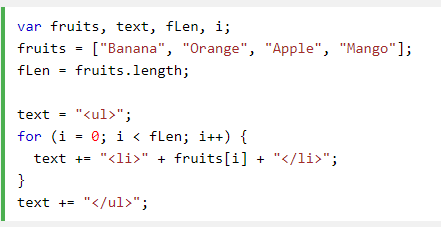 var fruits, text, fLen, i;
fruits = ["Banana", "Orange", "Apple", "Mango"];
fLen = fruits.length;

text = "<ul>";
for (i = 0; i < fLen; i++) {
  text += "<li>" + fruits[i] + "</li>";
}
text += "</ul>";